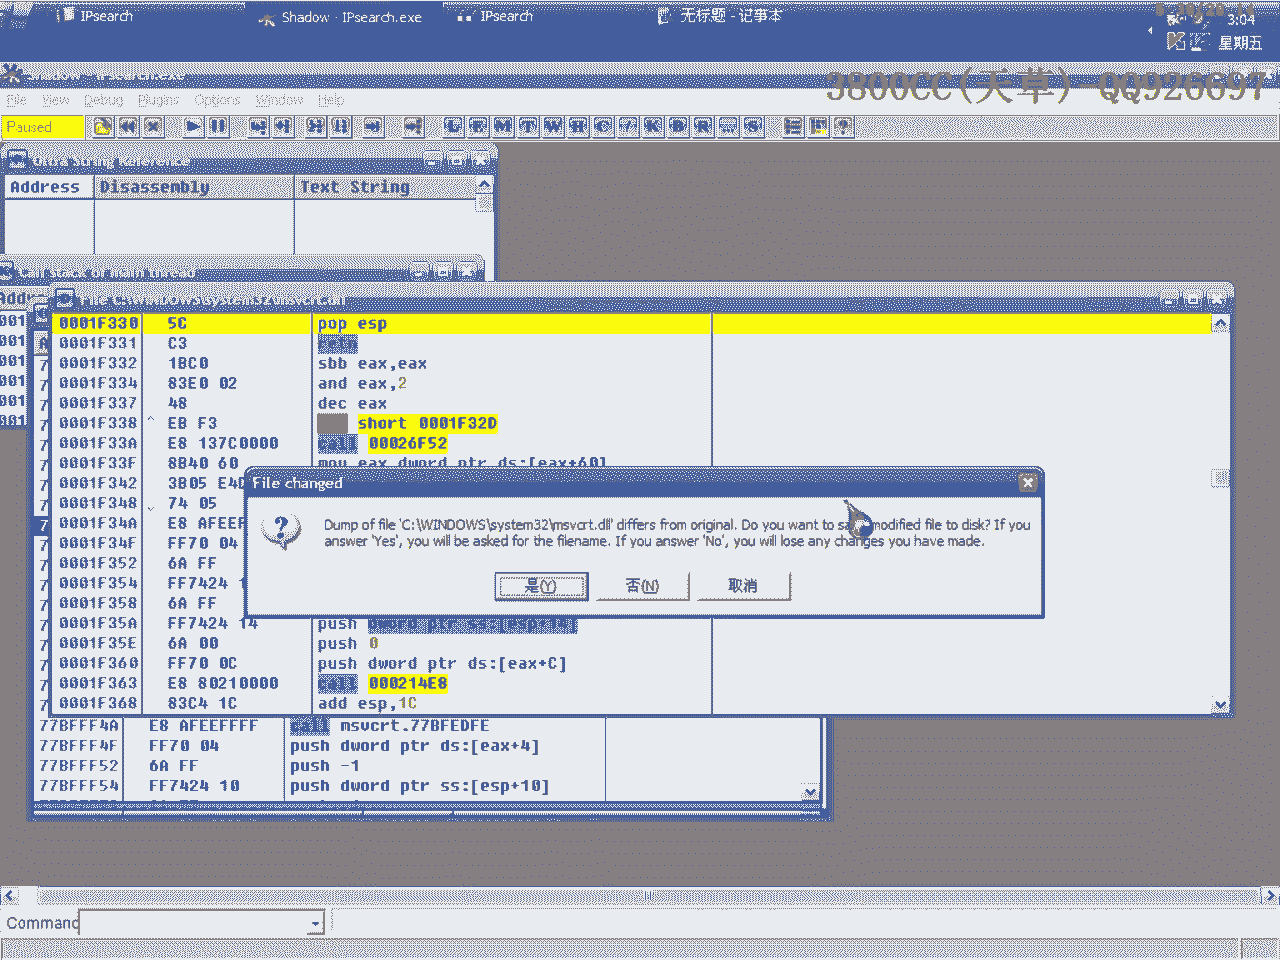 IPsearch
Shadow - IPsearch.exe
IPsearch
无标题 - 记事本
3:04
星期五
Shadow - IPsearch.exe
3800CC(天草) QQ926697
File View Debug Plugins Options Window Help
Paused
L E M T W H C / K B R ... S
Ultra String Reference
Address Disassembly Text String
Call stack of main thread
File C:\WINDOWS\system32\msvcrt.dll
0001F330 5C pop esp
0001F331 C3 retn
0001F332 1BC0 sbb eax,eax
0001F334 83E0 02 and eax,2
0001F337 48 dec eax
0001F338 EB F3 short 0001F32D
0001F33A E8 137C0000 call 00026F52
0001F33F 8B40 60 mov eax,dword ptr ds:[eax+60]
0001F342 3B05 E4D
0001F348 74 05
0001F34A E8 AFEEF
0001F34F FF70 04
0001F352 6A FF
0001F354 FF7424 1
0001F358 6A FF
0001F35A FF7424 14 push dword ptr ss:[esp+14]
0001F35E 6A 00 push 0
0001F360 FF70 0C push dword ptr ds:[eax+C]
0001F363 E8 80210000 call 000214E8
0001F368 83C4 1C add esp,1C
File changed
Dump of file 'C:\WINDOWS\system32\msvcrt.dll' differs from original. Do you want to sa modified file to disk? If you
answer 'Yes', you will be asked for the filename. If you answer 'No', you will lose any changes you have made.
是(Y) 否(N) 取消
77BFFF4A E8 AFEEFFFF call msvcrt.77BFEDFE
77BFFF4F FF70 04 push dword ptr ds:[eax+4]
77BFFF52 6A FF push -1
77BFFF54 FF7424 10 push dword ptr ss:[esp+10]
Command